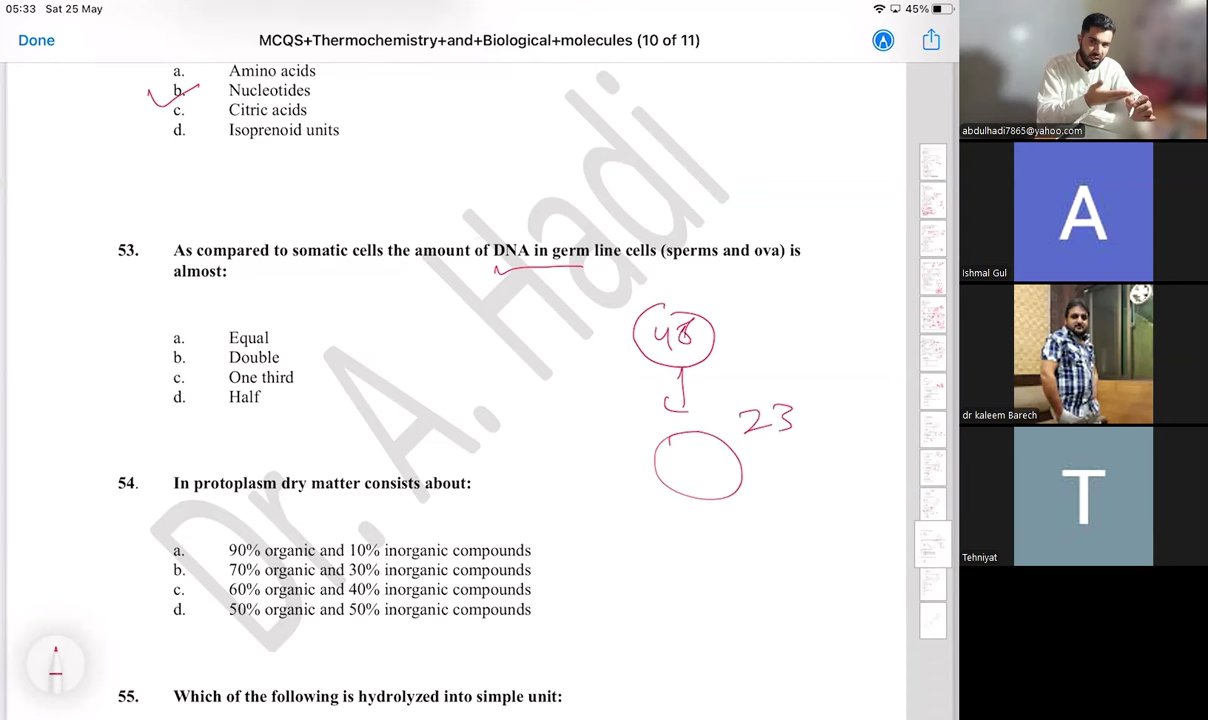 05:33 Sat 25 May
45%
Done
MCQS+Thermochemistry+and+Biological+molecules (10 of 11)
a. Amino acids
b. Nucleotides
c. Citric acids
d. Isoprenoid units
53. As compared to somatic cells the amount of DNA in germ line cells (sperms and ova) is
almost:
a. Equal
b. Double
c. One third
d. Half
23
54. In protoplasm dry matter consists about:
a. 90% organic and 10% inorganic compounds
b. 70% organic and 30% inorganic compounds
c. 60% organic and 40% inorganic compounds
d. 50% organic and 50% inorganic compounds
55. Which of the following is hydrolyzed into simple unit:
Dr. A. Hadi
abdulhadi7865@yahoo.com
A
Ishmal Gul
dr kaleem Barech
T
Tehniyat